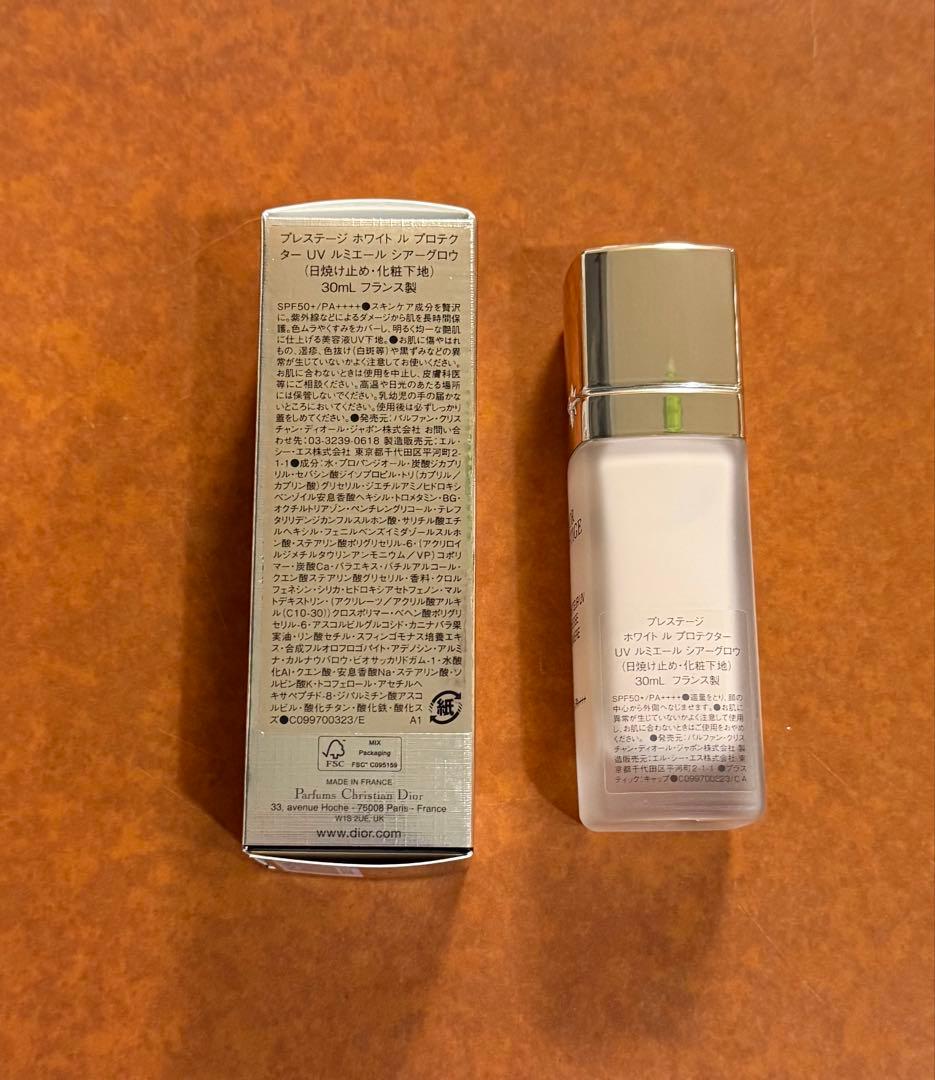 プレステージ ホワイト ル プロテク
ター UV ルミエール シアーグロウ
(日焼け止め・化粧下地)
30mL フランス製
SPF50+/PA++++●スキンケア成分を贅沢
に。紫外線などによるダメージから肌を長時間保
護。色ムラやくすみをカバーし、明るく均一な艶肌
に仕上げる美容液UV下地。●お肌に傷やはれ
もの、湿疹、色抜け(白斑等)や黒ずみなどの異
常が生じていないかよく注意してお使いください。
お肌に合わないときは使用を中止し、皮膚科医
等にご相談ください。高温や日光のあたる場所
には保管しないでください。乳幼児の手の届かな
いところにおいてください。使用後は必ずしっかり
蓋をしめてください。●発売元:パルファン・クリス
チャン・ディオール・ジャポン株式会社 お問い合
わせ先:03-3239-0618 製造販売元:エル・
シー・エス株式会社 東京都千代田区平河町2-
1-1●成分:水・プロパンジオール・炭酸ジカプリ
リル・セバシン酸ジイソプロピル・トリ(カプリル/
カプリン酸)グリセリル・ジエチルアミノヒドロキシ
ベンゾイル安息香酸ヘキシル・トロメタミン・BG・
オクチルトリアゾン・ペンチレングリコール・テレフ
タリリデンジカンフルスルホン酸・サリチル酸エチ
ルヘキシル・フェニルベンズイミダゾールスルホ
ン酸・ステアリン酸ポリグリセリル-6・(アクリロイ
ルジメチルタウリンアンモニウム/VP)コポリ
マー・炭酸Ca・バラエキス・バチルアルコール・
クエン酸ステアリン酸グリセリル・香料・クロル
フェネシン・シリカ・ヒドロキシアセトフェノン・マル
トデキストリン・(アクリレーツ/アクリル酸アルキ
ル(C10-30))クロスポリマー・ベヘン酸ポリグリ
セリル-6・アスコルビルグルコシド・カニナバラ果
実油・リン酸セチル・スフィンゴモナス培養エキ
ス・合成フルオロフロゴパイト・アデノシン・アルミ
ナ・カルナウバロウ・ビオサッカリドガム-1・水酸
化Al・クエン酸・安息香酸Na・ステアリン酸・ソ
ルビン酸K・トコフェロール・アセチルヘ
キサペプチド-8・ジパルミチン酸アスコ
ルビル・酸化チタン・酸化鉄・酸化ス
ズ●C099700323/E A1
紙
FSC
MIX
Packaging
FSC® C095159
MADE IN FRANCE
Parfums Christian Dior
33, avenue Hoche - 75008 Paris - France
W1S 2UE, UK
www.dior.com
プレステージ
ホワイト ル プロテクター
UV ルミエール シアーグロウ
(日焼け止め・化粧下地)
30mL フランス製
SPF50+/PA++++●適量をとり、顔の
中心から外側へなじませます。●お肌に
異常が生じていないかよく注意して使用
し、お肌に合わないときはご使用をおやめ
ください。●発売元:パルファン・クリス
チャン・ディオール・ジャポン株式会社 製
造販売元:エル・シー・エス株式会社 東
京都千代田区平河町2-1-1 ●プラス
ティック:キャップ●C099700223/C A